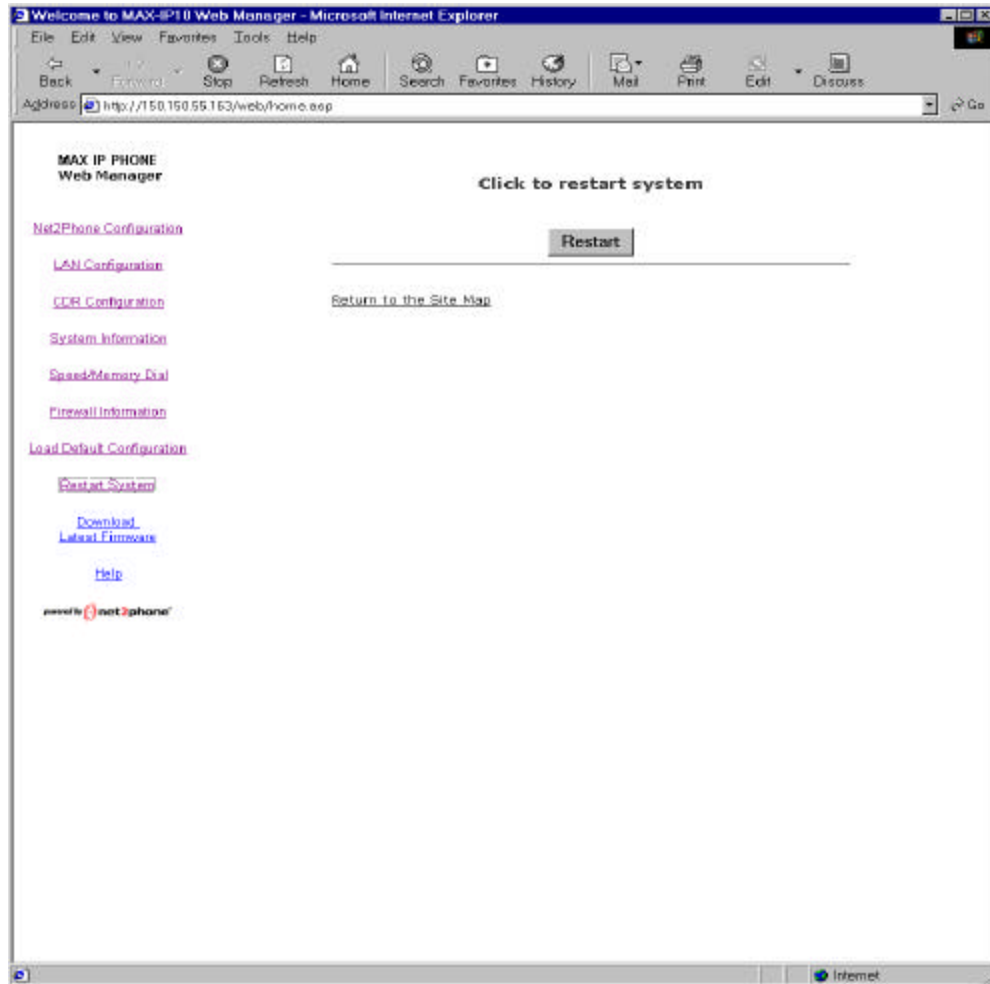 Welcome to MAX-IP10 Web Manager - Microsoft Internet Explorer
File Edit View Favorites Tools Help
Back Forward Stop Refresh Home Search Favorites History Mail Print Edit Discuss
Address http://150.150.55.163/web/home.asp Go
MAX IP PHONE
Web Manager
Click to restart system
Net2Phone Configuration
Restart
LAN Configuration
CDR Configuration
Return to the Site Map
System Information
Speed/Memory Dial
Firewall Information
Load Default Configuration
Restart System
Download
Latest Firmware
Help
powered by net2phone
Internet